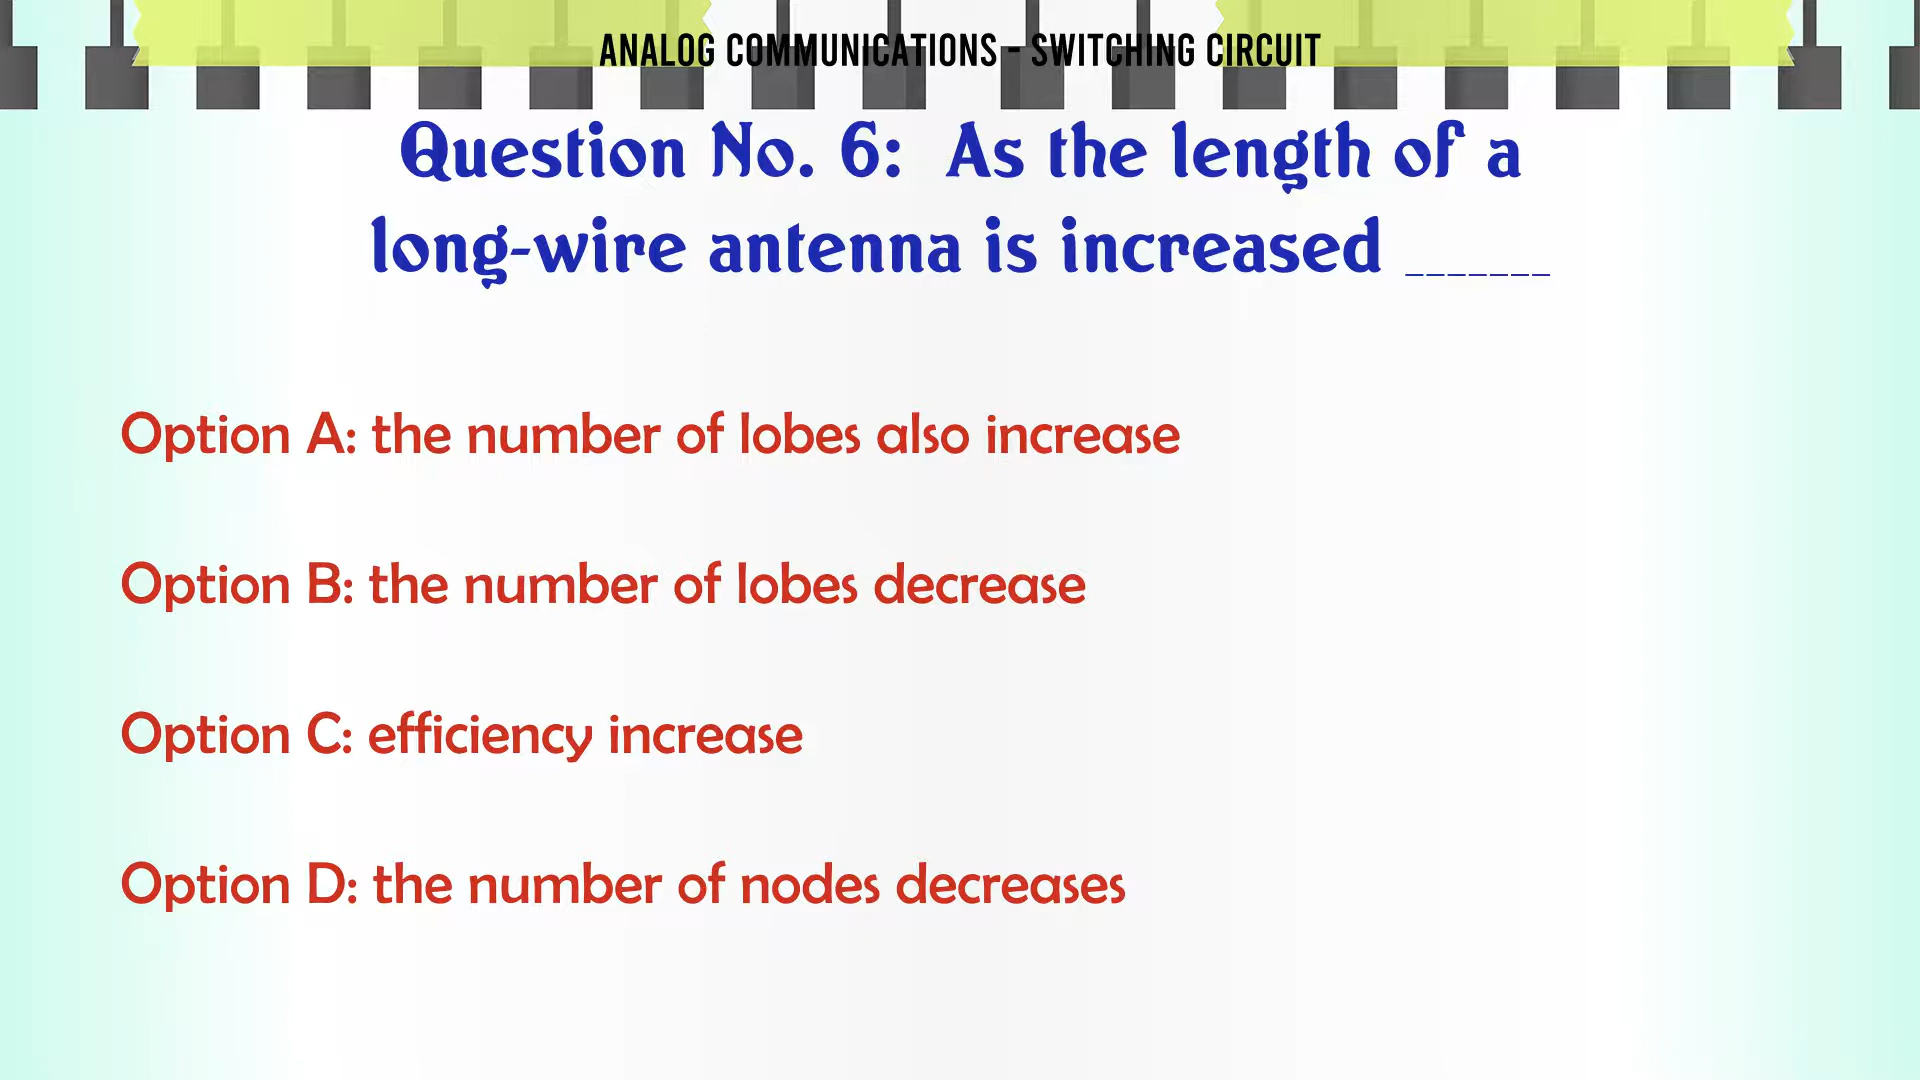 ANALOG COMMUNICATIONS - SWITCHING CIRCUIT
Question No. 6: As the length of a
long-wire antenna is increased _______
Option A: the number of lobes also increase
Option B: the number of lobes decrease
Option C: efficiency increase
Option D: the number of nodes decreases